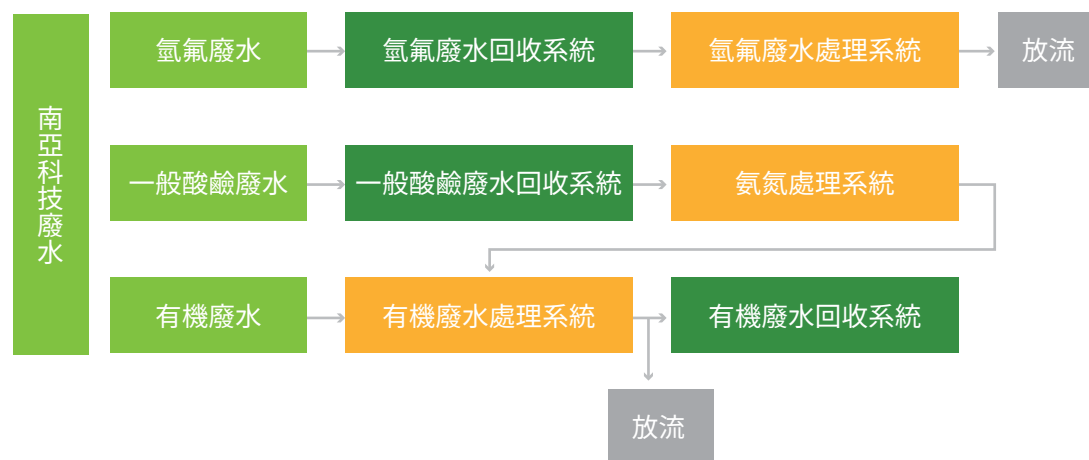 南亞科技廢水
氫氟廢水
氫氟廢水回收系統
氫氟廢水處理系統
放流
一般酸鹼廢水
一般酸鹼廢水回收系統
氨氮處理系統
有機廢水
有機廢水處理系統
有機廢水回收系統
放流